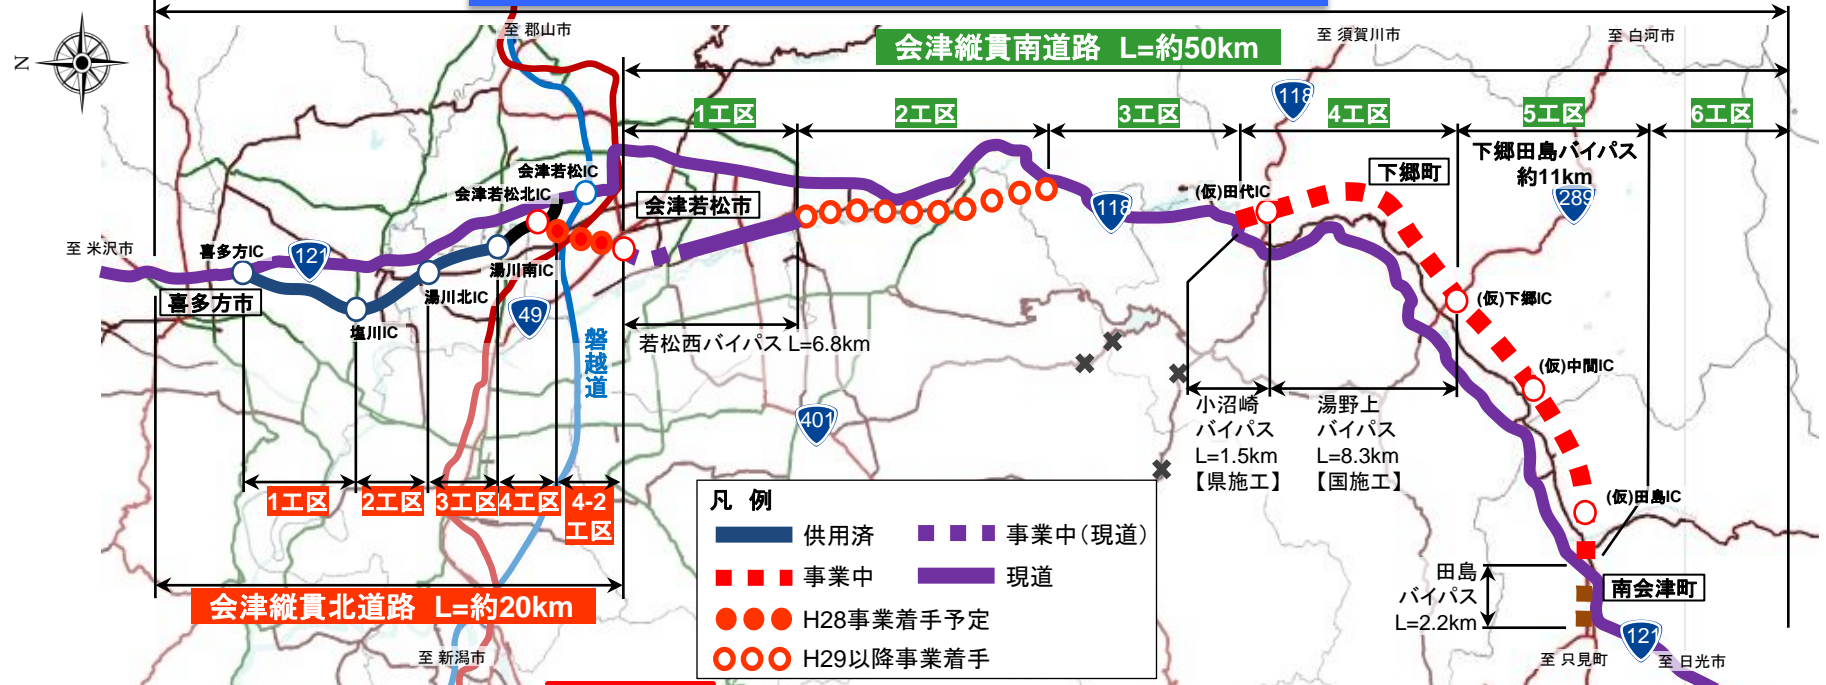 至 郡山市
会津縦貫南道路 L=約50km
至 須賀川市
至 白河市
N
1工区
2工区
3工区
118
4工区
5工区
6工区
下郷田島バイパス
約11km
下郷町
会津若松IC
会津若松北IC
会津若松市
(仮)田代IC
118
289
至 米沢市
喜多方IC
121
湯川南IC
湯川北IC
喜多方市
塩川IC
49
(仮)下郷IC
若松西バイパス L=6.8km
磐越道
(仮)中間IC
401
小沼崎
バイパス
L=1.5km
【県施工】
湯野上
バイパス
L=8.3km
【国施工】
1工区
2工区
3工区
4工区
4-2
工区
(仮)田島IC
凡 例
供用済
事業中(現道)
事業中
現道
H28事業着手予定
H29以降事業着手
会津縦貫北道路 L=約20km
田島
バイパス
L=2.2km
南会津町
121
至 新潟市
至 只見町
至 日光市